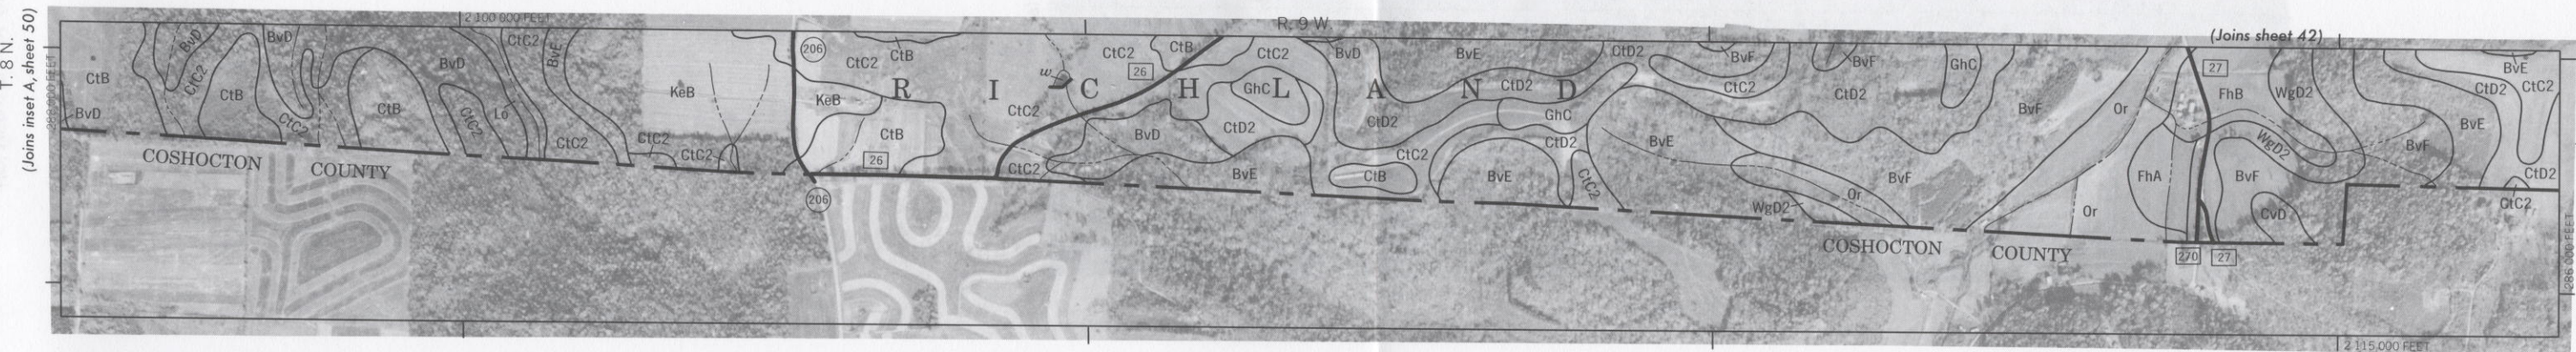 2 100 000 FEET
R. 9 W.
(Joins sheet 42)
T. 8 N.
(Joins inset A, sheet 50)
RICHLAND
CtB
BvD
BvD
CtC2
CtB
BvD
CtC2
CtB
BvD
CtC2
Lo
CtC2
BvE
CtC2
CtC2
KeB
CtC2
206
KeB
CtC2
CtB
CtB
26
206
CtC2
CtC2
26
CtB
CtC2
GhC
BvD
CtD2
CtC2
BvE
BvD
CtD2
BvE
CtD2
CtD2
GhC
CtC2
CtB
BvE
CtD2
CtC2
BvF
CtC2
BvE
BvF
CtD2
GhC
BvF
Or
BvF
Or
WgD2
Or
27
FhB
WgD2
FhA
WgD2
BvF
BvF
CvD
BvE
CtD2
CtC2
BvE
CtD2
CtC2
w
BvD
COSHOCTON COUNTY
COSHOCTON COUNTY
270
27
2 115 000 FEET